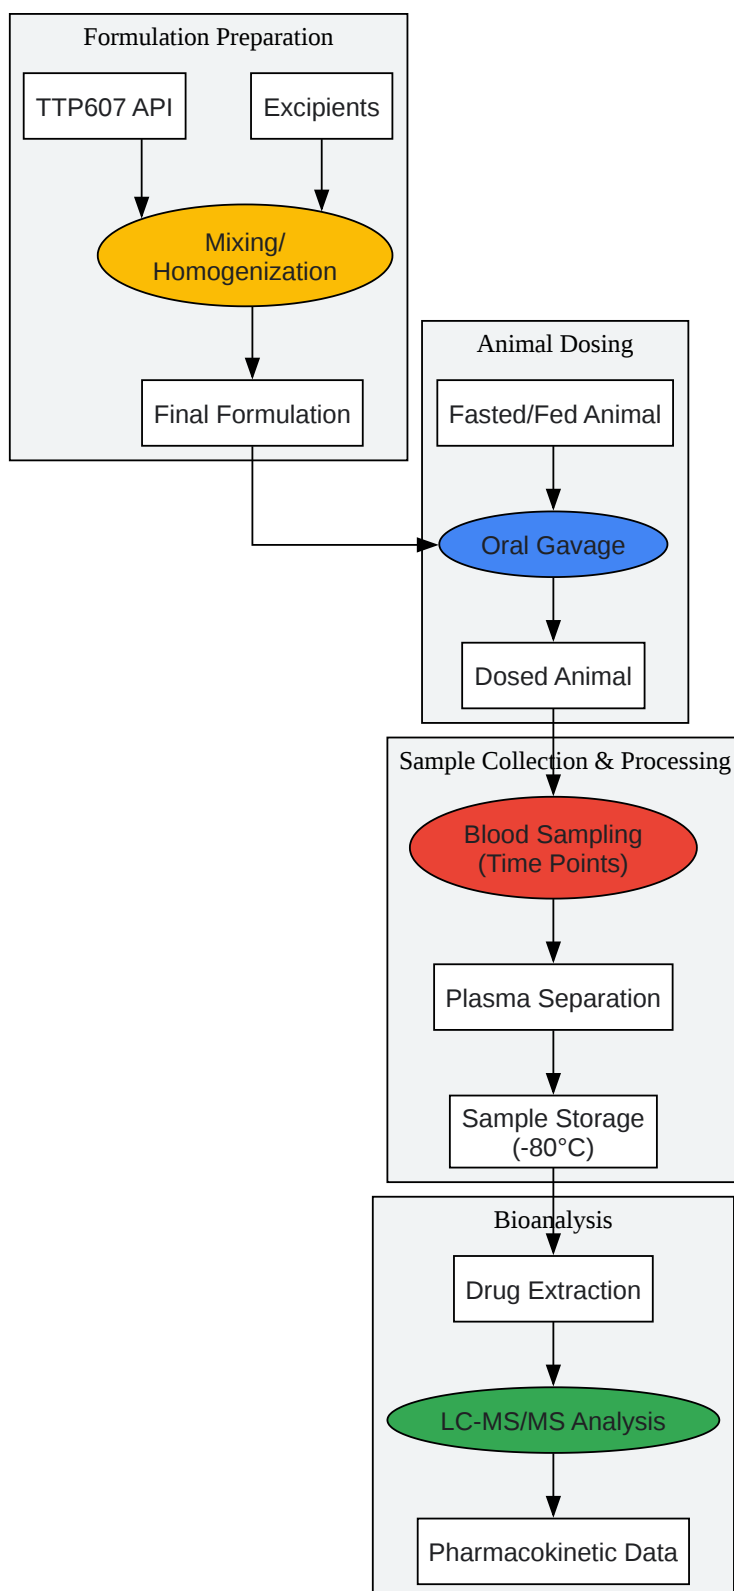 Formulation Preparation
TTP607 API
Excipients
Mixing/
Homogenization
Final Formulation
Animal Dosing
Fasted/Fed Animal
Oral Gavage
Dosed Animal
Sample Collection & Processing
Blood Sampling
(Time Points)
Plasma Separation
Sample Storage
(-80°C)
Bioanalysis
Drug Extraction
LC-MS/MS Analysis
Pharmacokinetic Data